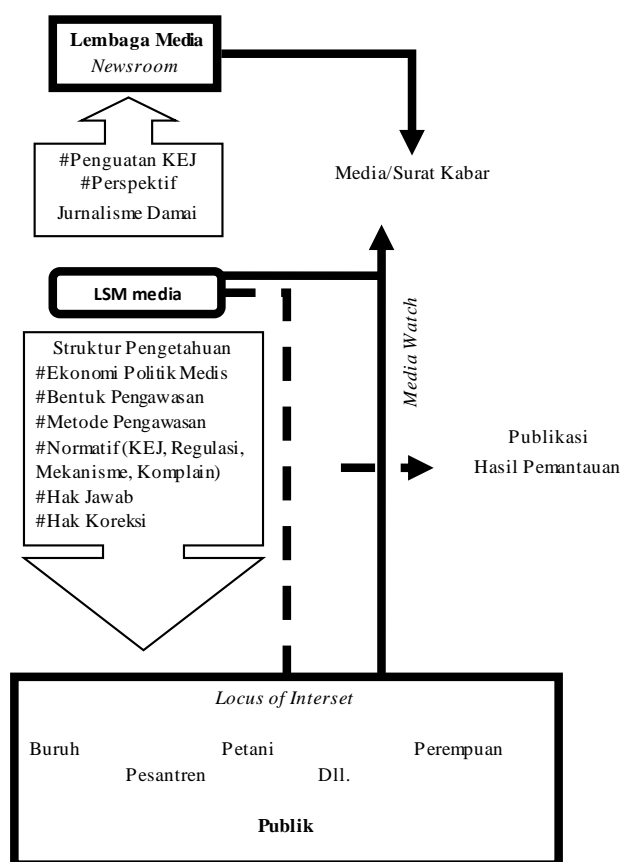 Lembaga Media
Newsroom
#Penguatan KEJ
#Perspektif
Jurnalisme Damai
Media/Surat Kabar
LSM media
Struktur Pengetahuan
#Ekonomi Politik Medis
#Bentuk Pengawasan
#Metode Pengawasan
#Normatif (KEJ, Regulasi,
Mekanisme, Komplain)
#Hak Jawab
#Hak Koreksi
Media Watch
Publikasi
Hasil Pemantauan
Locus of Interset
Buruh Petani Perempuan
Pesantren Dll.
Publik